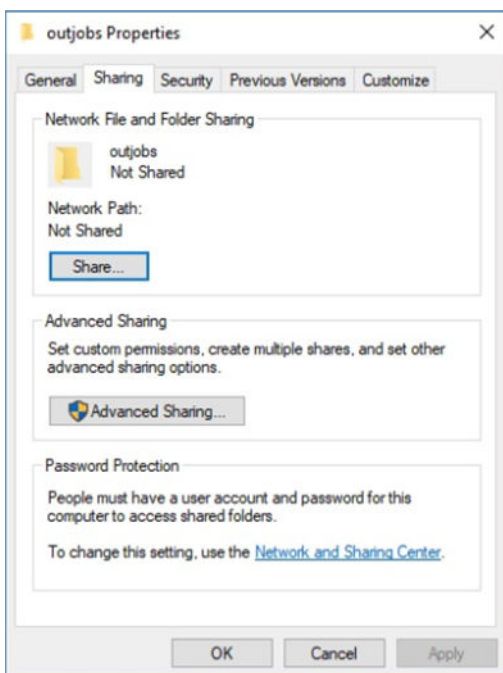 outjobs Properties
General Sharing Security Previous Versions Customize
Network File and Folder Sharing
outjobs
Not Shared
Network Path:
Not Shared
Share...
Advanced Sharing
Set custom permissions, create multiple shares, and set other
advanced sharing options.
Advanced Sharing...
Password Protection
People must have a user account and password for this
computer to access shared folders.
To change this setting, use the Network and Sharing Center.
OK Cancel Apply